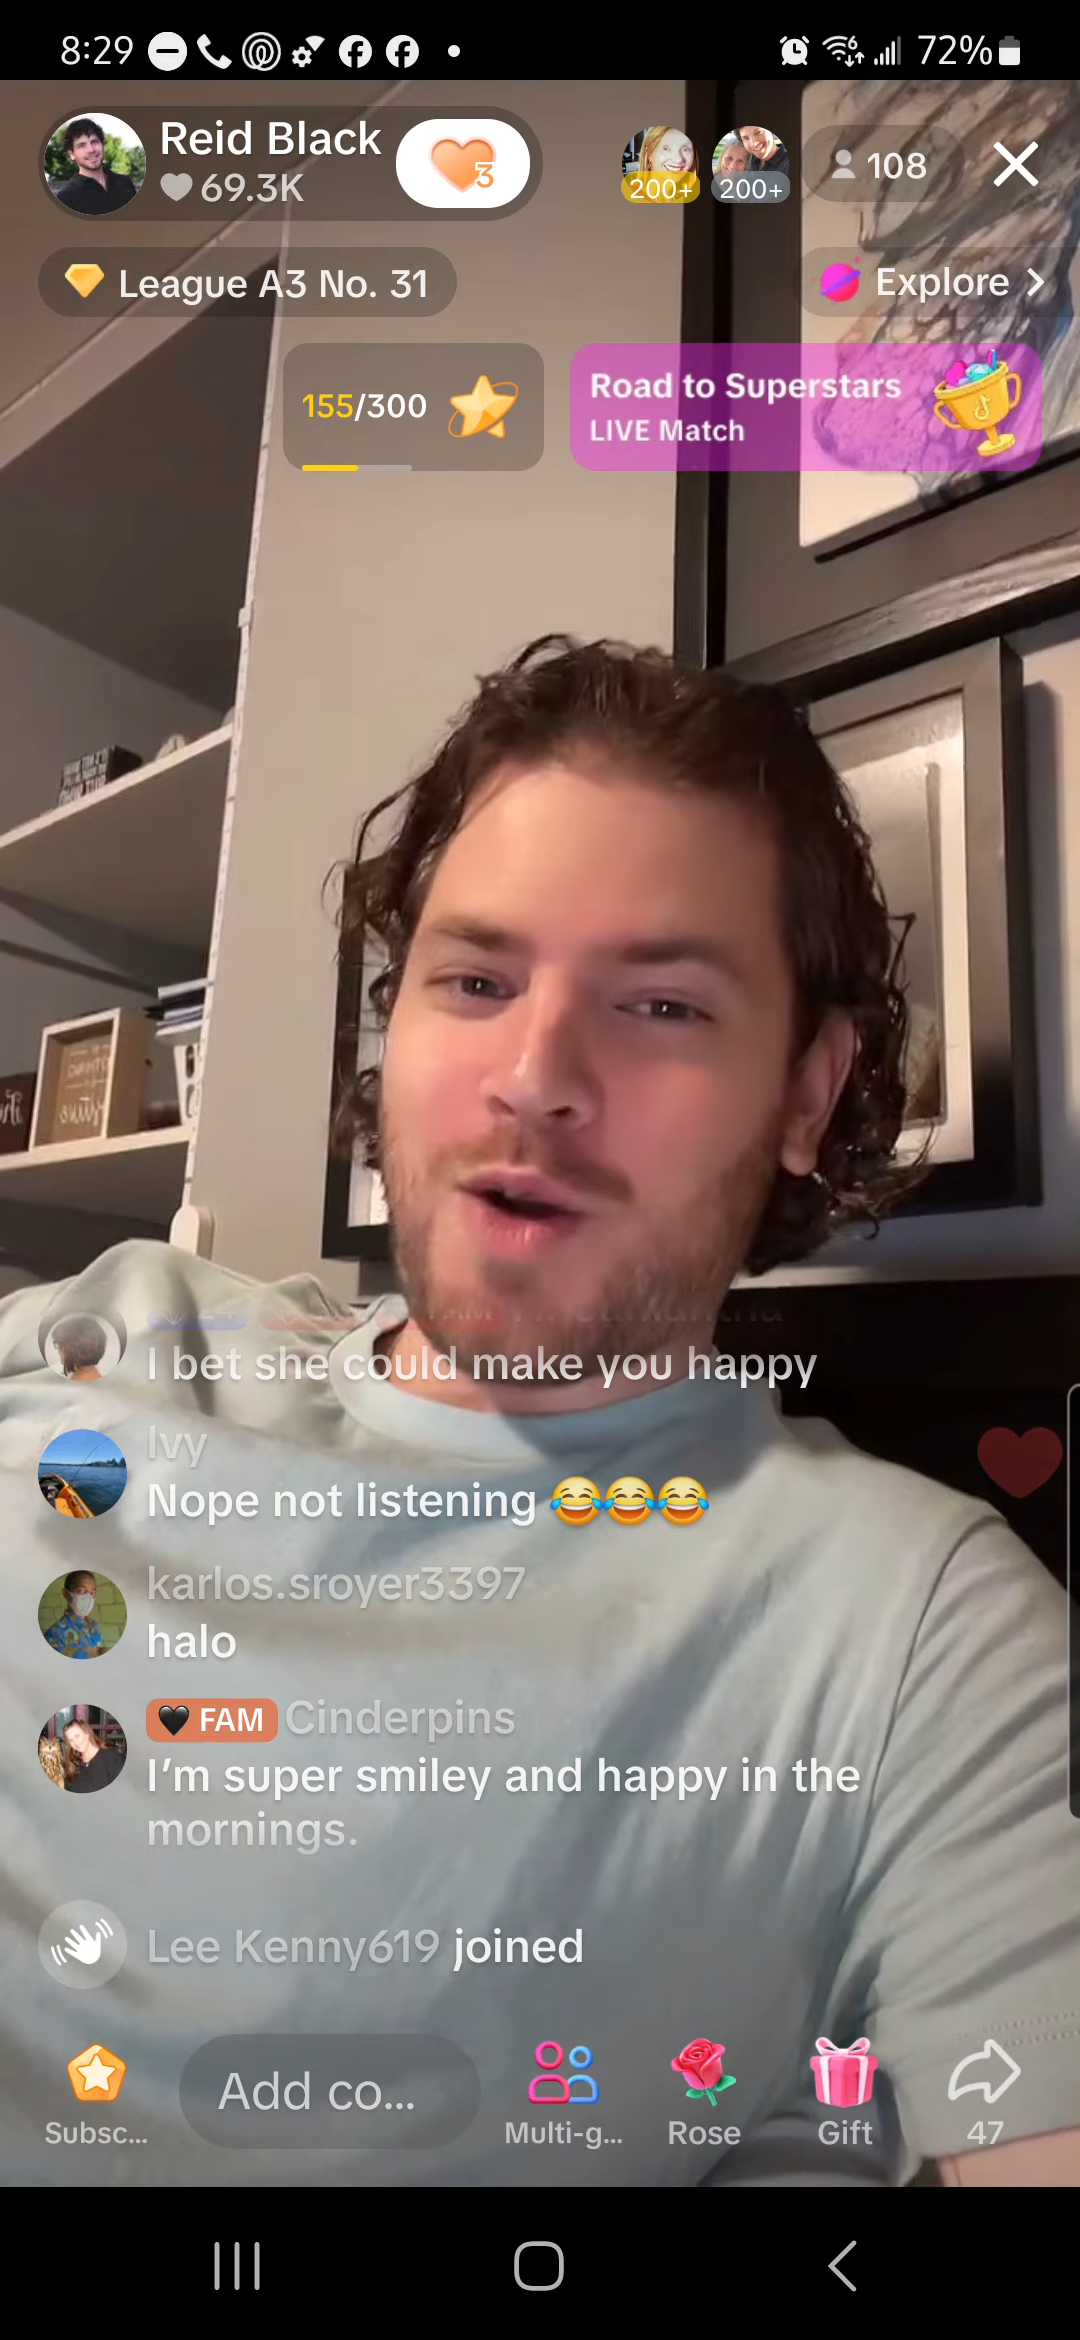 8:29
72%
Reid Black
69.3K
3
200+
200+
108
League A3 No. 31
Explore
155/300
Road to Superstars
LIVE Match
I bet she could make you happy
Ivy
Nope not listening 😂😂😂
karlos.sroyer3397
halo
🖤 FAM Cinderpins
I'm super smiley and happy in the
mornings.
Lee Kenny619 joined
Add co...
Subsc...
Multi-g...
Rose
Gift
47